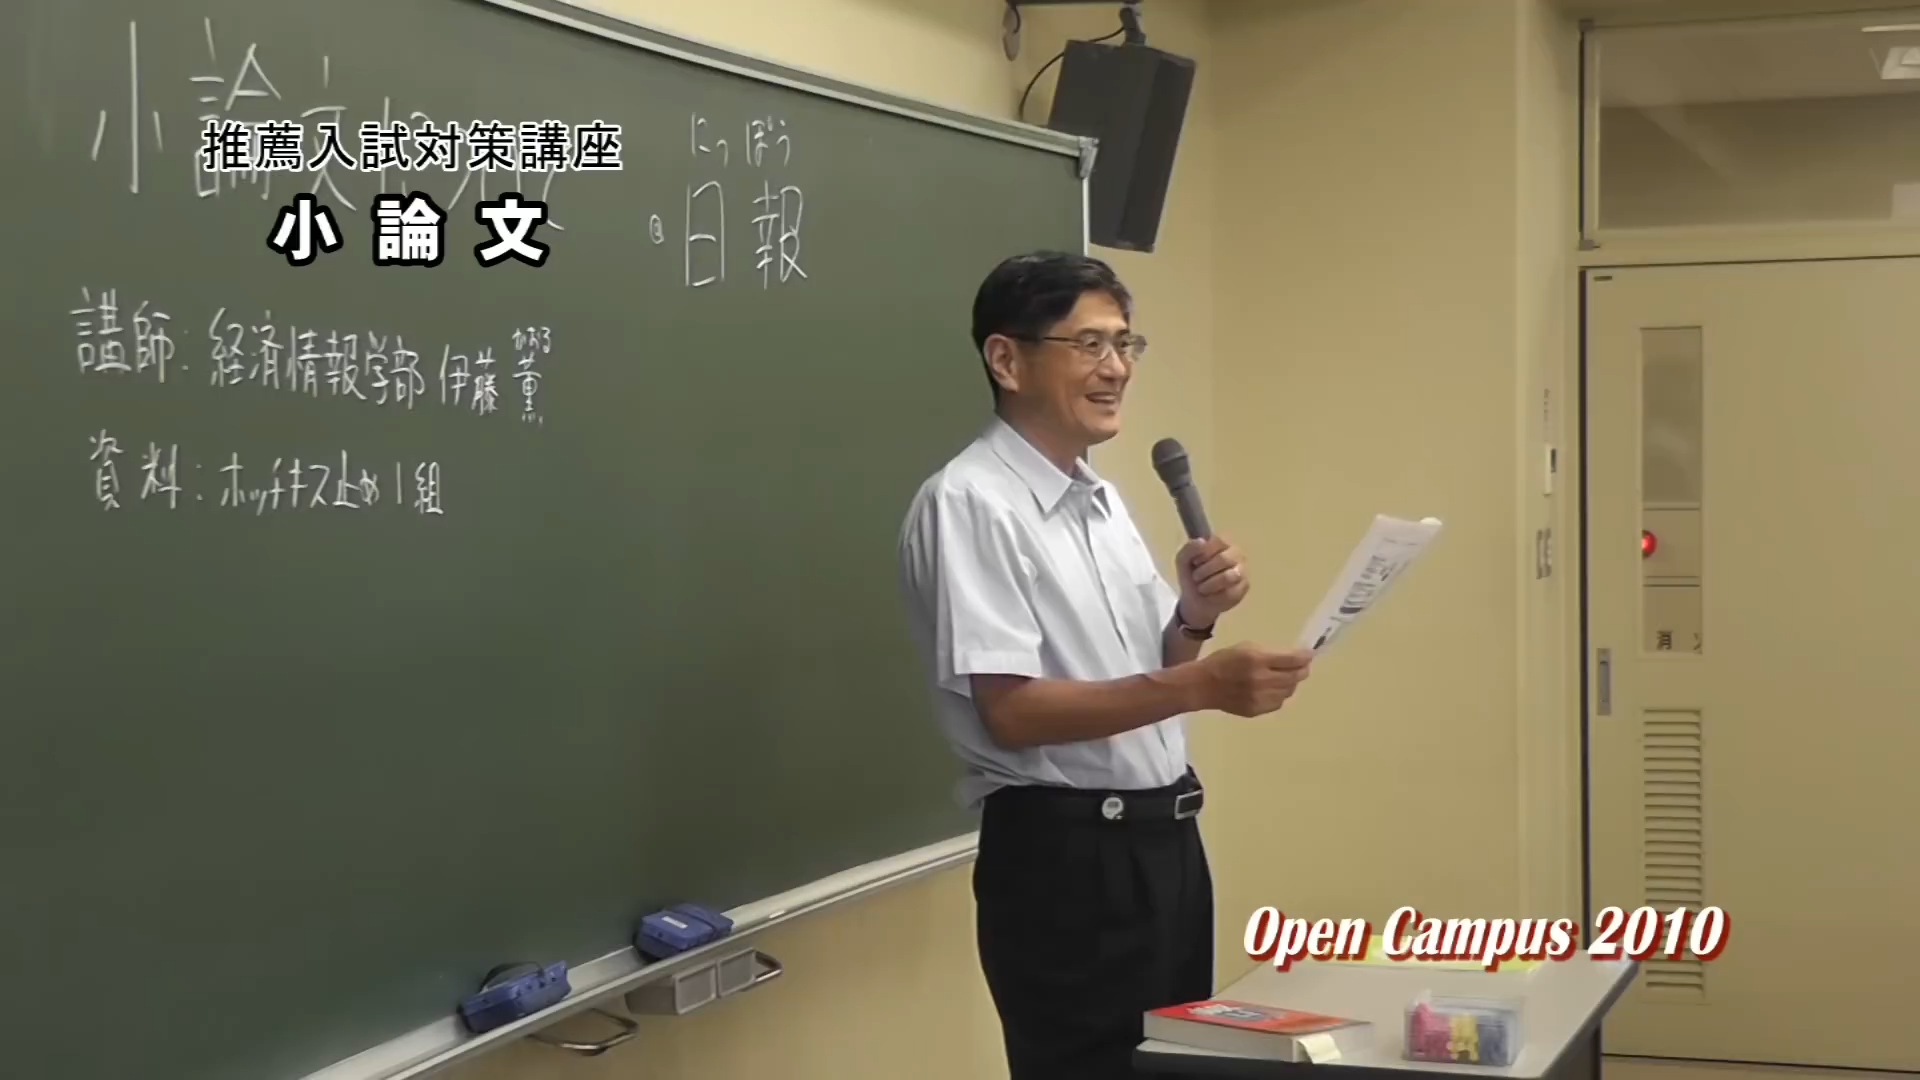 推薦入試対策講座
小論文
にっぽう
日報
講師:経済情報学部 伊藤 薫
かおる
資料:ホッチキス止め1組
Open Campus 2010
消